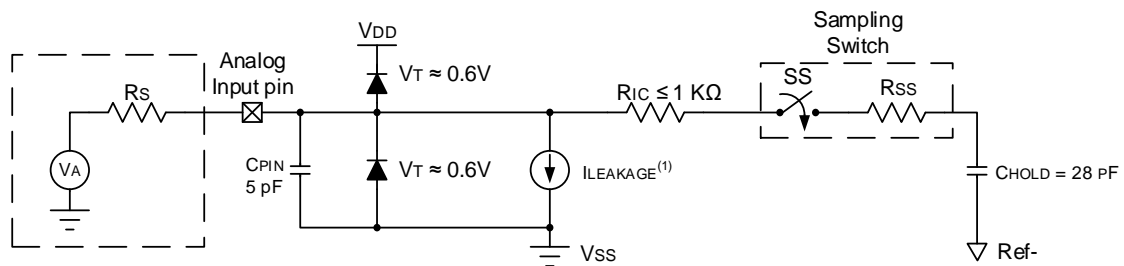 Sampling
Switch
VDD
Analog
Input pin
VT ≈ 0.6V
RS
RIC ≤ 1 KΩ
SS
RSS
VA
CPIN
5 pF
VT ≈ 0.6V
ILEAKAGE(1)
CHOLD = 28 PF
VSS
Ref-